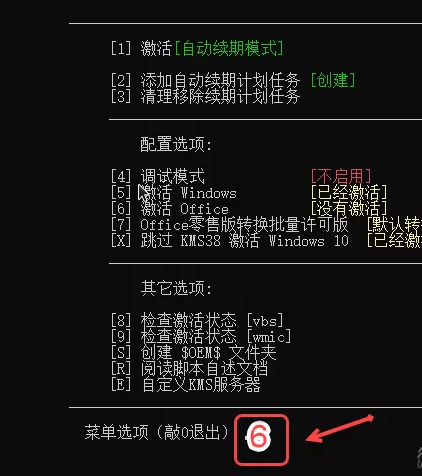 [1] 激活[自动续期模式]
[2] 添加自动续期计划任务 [创建]
[3] 清理移除续期计划任务
配置选项:
[4] 调试模式 [不启用]
[5] 激活 Windows [已经激活]
[6] 激活 Office [没有激活]
[7] Office零售版转换批量许可版 [默认转
[X] 跳过 KMS38 激活 Windows 10 [已经
其它选项:
[8] 检查激活状态 [vbs]
[9] 检查激活状态 [wmic]
[S] 创建 $OEM$ 文件夹
[R] 阅读脚本自述文档
[E] 自定义KMS服务器
菜单选项（敲0退出） 6